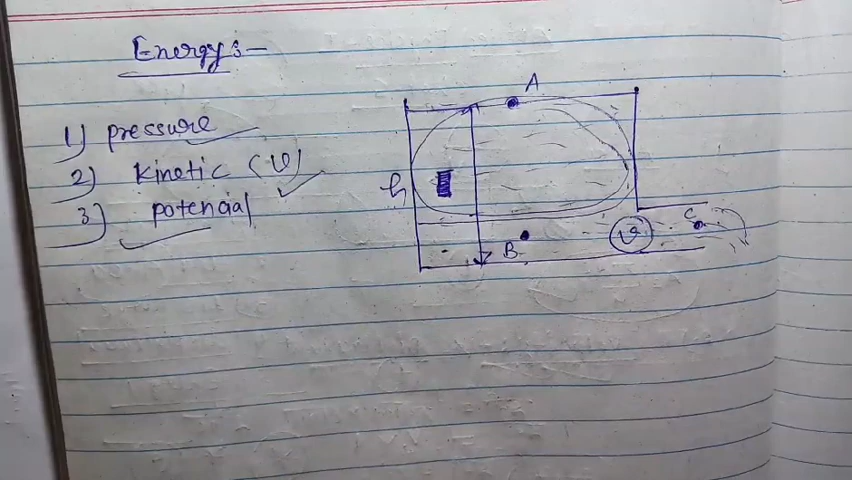 Energy :-
1) pressure
2) kinetic (v)
3) potencial
A
h
B
v
C